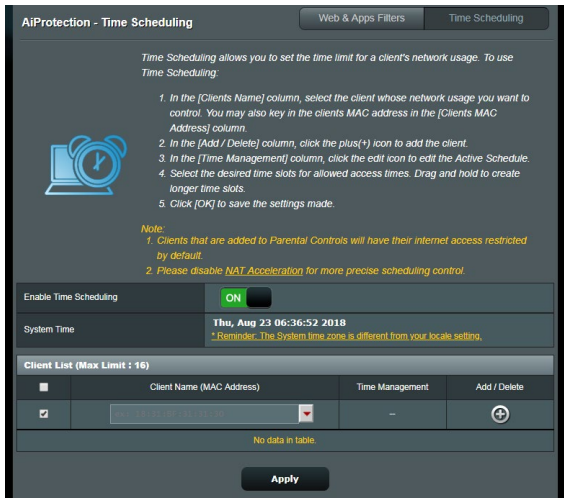 AiProtection - Time Scheduling
Web & Apps Filters
Time Scheduling
Time Scheduling allows you to set the time limit for a client's network usage. To use
Time Scheduling:
1. In the [Clients Name] column, select the client whose network usage you want to
control. You may also key in the clients MAC address in the [Clients MAC
Address] column.
2. In the [Add / Delete] column, click the plus(+) icon to add the client.
3. In the [Time Management] column, click the edit icon to edit the Active Schedule.
4. Select the desired time slots for allowed access times. Drag and hold to create
longer time slots.
5. Click [OK] to save the settings made.
Note:
1. Clients that are added to Parental Controls will have their internet access restricted
by default.
2. Please disable NAT Acceleration for more precise scheduling control.
Enable Time Scheduling
ON
System Time
Thu, Aug 23 06:36:52 2018
* Reminder: The System time zone is different from your locale setting.
Client List (Max Limit : 16)
Client Name (MAC Address)
Time Management
Add / Delete
--
No data in table.
Apply